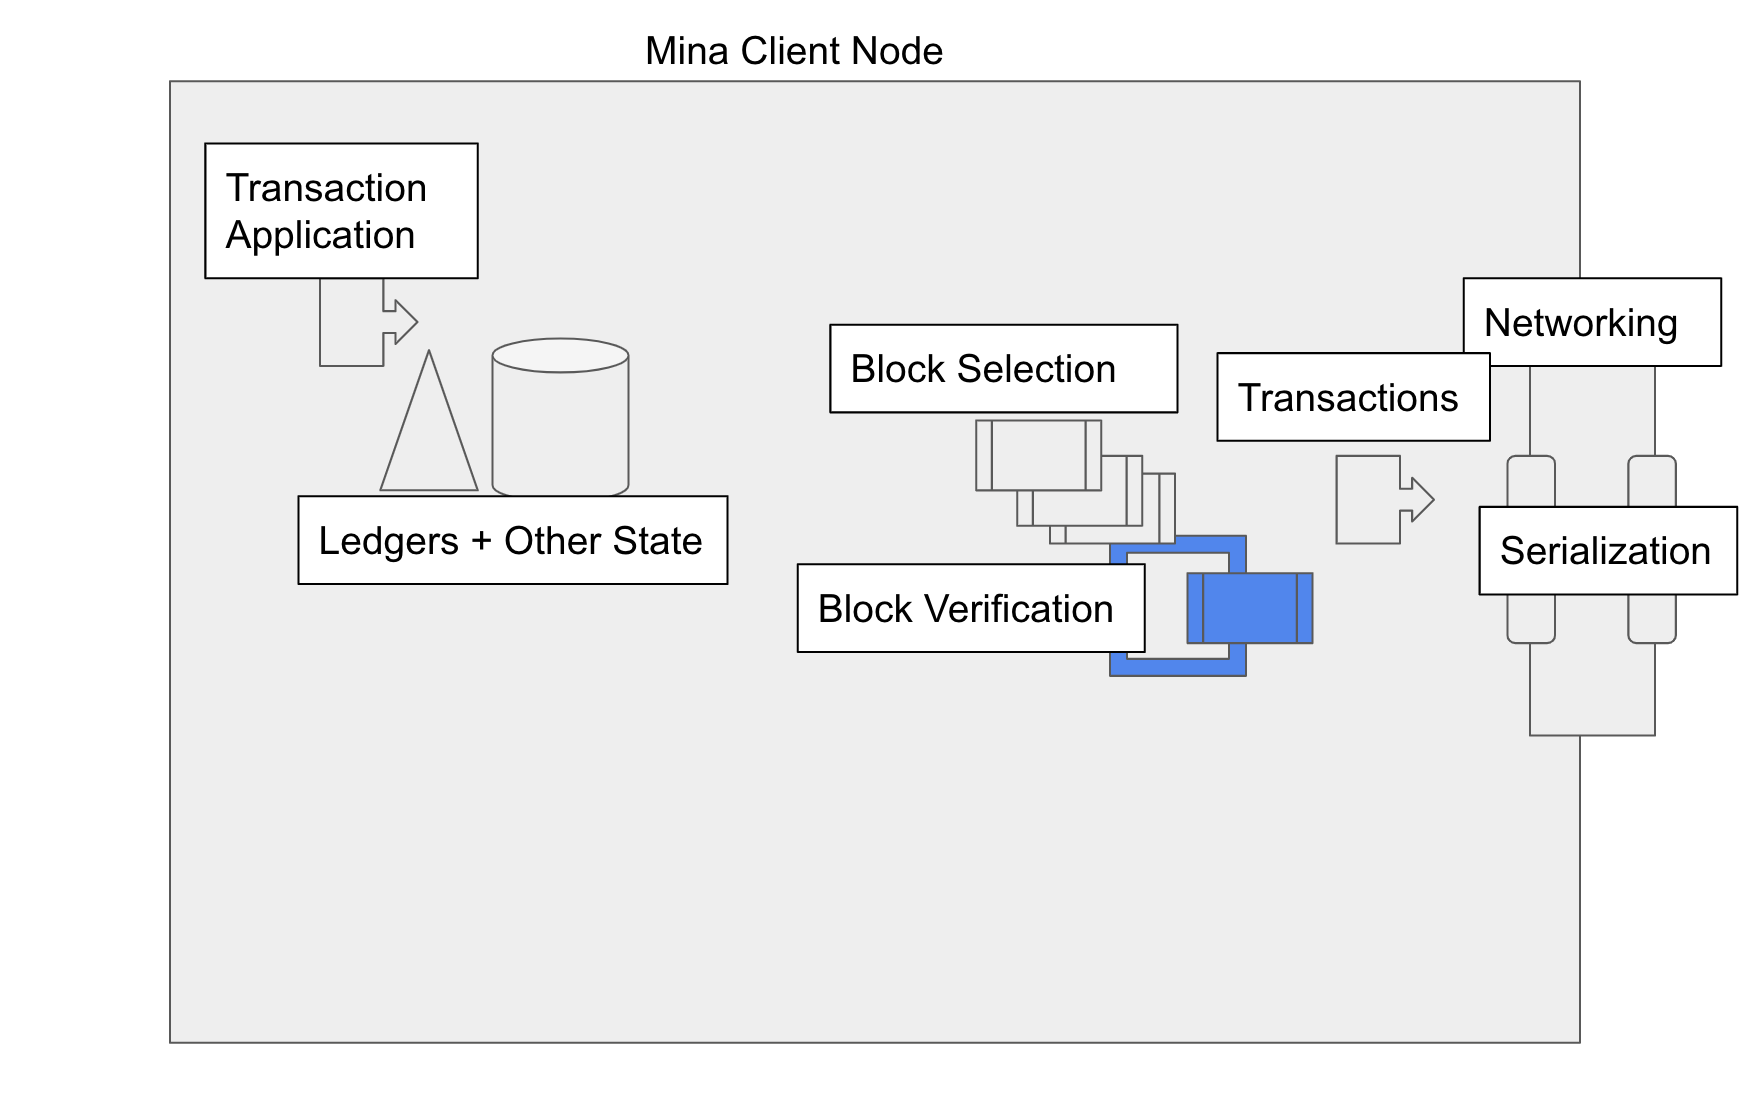 Mina Client Node
Transaction
Application
Networking
Block Selection
Transactions
Ledgers + Other State
Serialization
Block Verification